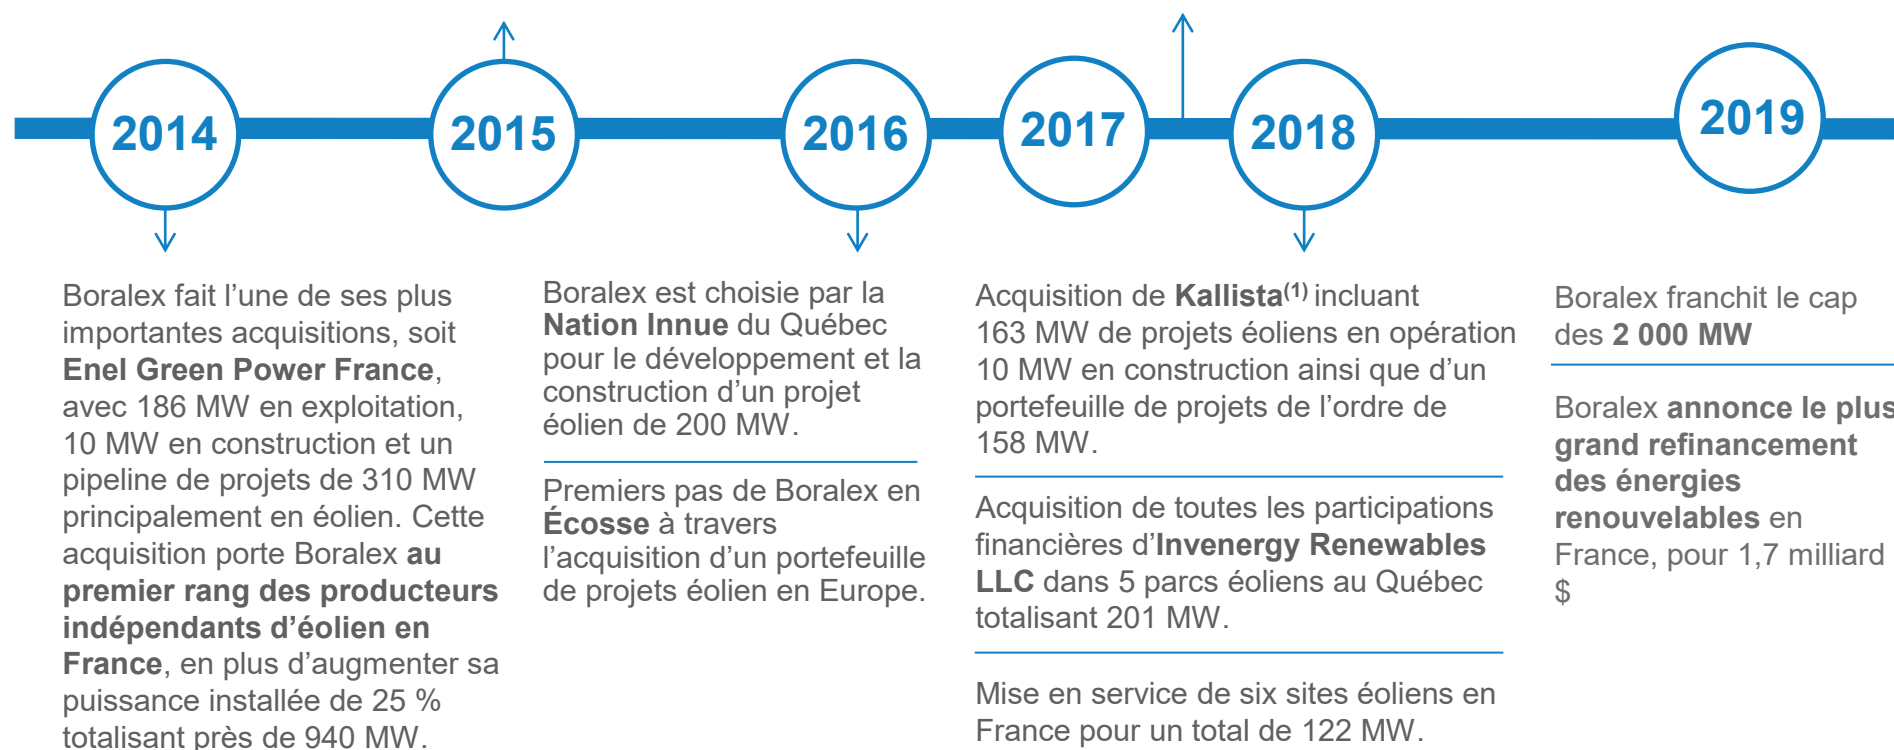 2014
2015
2016
2017
2018
2019
Boralex fait l’une de ses plus
importantes acquisitions, soit
Enel Green Power France,
avec 186 MW en exploitation,
10 MW en construction et un
pipeline de projets de 310 MW
principalement en éolien. Cette
acquisition porte Boralex au
premier rang des producteurs
indépendants d’éolien en
France, en plus d’augmenter sa
puissance installée de 25 %
totalisant près de 940 MW.
Boralex est choisie par la
Nation Innue du Québec
pour le développement et la
construction d’un projet
éolien de 200 MW.
Premiers pas de Boralex en
Écosse à travers
l’acquisition d’un portefeuille
de projets éolien en Europe.
Acquisition de Kallista(1) incluant
163 MW de projets éoliens en opération
10 MW en construction ainsi que d’un
portefeuille de projets de l’ordre de
158 MW.
Acquisition de toutes les participations
financières d’Invenergy Renewables
LLC dans 5 parcs éoliens au Québec
totalisant 201 MW.
Mise en service de six sites éoliens en
France pour un total de 122 MW.
Boralex franchit le cap
des 2 000 MW
Boralex annonce le plus
grand refinancement
des énergies
renouvelables en
France, pour 1,7 milliard
$